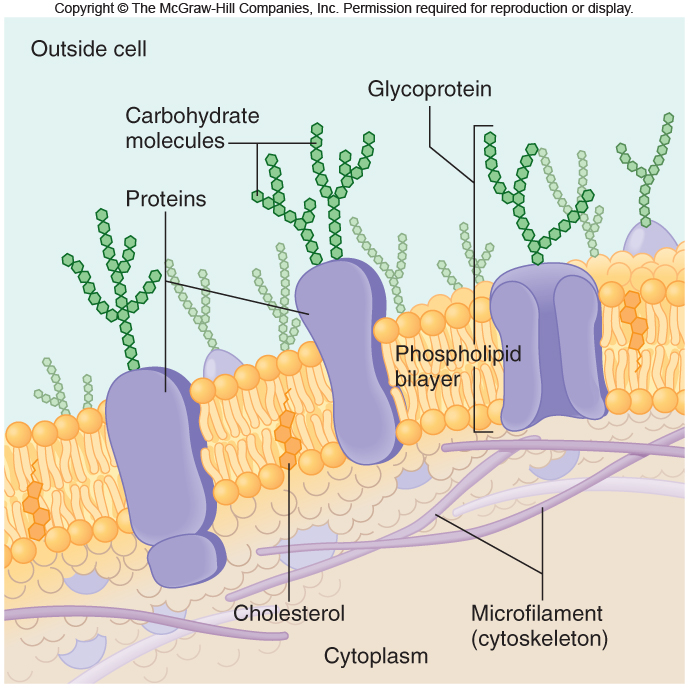 Copyright © The McGraw-Hill Companies, Inc. Permission required for reproduction or display.
Outside cell
Glycoprotein
Carbohydrate
molecules
Proteins
Phospholipid
bilayer
Cholesterol
Microfilament
(cytoskeleton)
Cytoplasm